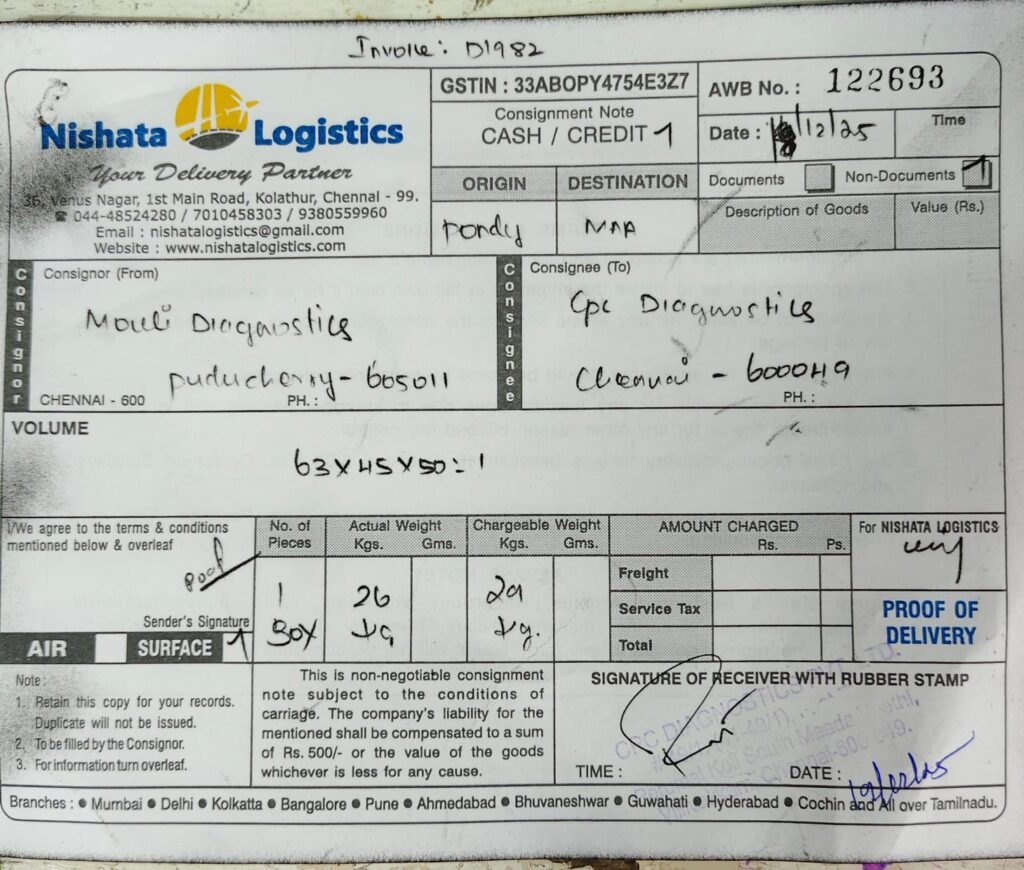 Invoice: D1982
Nishata Logistics
Your Delivery Partner
36, Venus Nagar, 1st Main Road, Kolathur, Chennai - 99.
☎ 044-48524280 / 7010458303 / 9380559960
Email : nishatalogistics@gmail.com
Website : www.nishatalogistics.com
GSTIN : 33ABOPY4754E3Z7
Consignment Note
CASH / CREDIT
ORIGIN DESTINATION
Pondy MAA
AWB No. : 122693
Date : /12/25 Time
Documents Non-Documents
Description of Goods Value (Rs.)
Consignor
Consignor (From)
Mouli Diagnostics
Puducherry - 605011
CHENNAI - 600 PH. :
Consignee
Consignee (To)
Cpc Diagnostics
Chennai - 600049
PH. :
VOLUME
63x45x50=1
I/We agree to the terms & conditions
mentioned below & overleaf
Sender's Signature
AIR SURFACE
No. of Pieces
1
Box
Actual Weight
Kgs. Gms.
26
kg
Chargeable Weight
Kgs. Gms.
29
kg.
AMOUNT CHARGED
Rs. Ps.
Freight
Service Tax
Total
For NISHATA LOGISTICS
PROOF OF
DELIVERY
Note :
1. Retain this copy for your records.
Duplicate will not be issued.
2. To be filled by the Consignor.
3. For information turn overleaf.
This is non-negotiable consignment
note subject to the conditions of
carriage. The company's liability for the
mentioned shall be compensated to a sum
of Rs. 500/- or the value of the goods
whichever is less for any cause.
SIGNATURE OF RECEIVER WITH RUBBER STAMP
CPC DIAGNOSTICS PVT. LTD.
TIME : DATE : 19/12/25
Branches : ● Mumbai ● Delhi ● Kolkatta ● Bangalore ● Pune ● Ahmedabad ● Bhuvaneshwar ● Guwahati ● Hyderabad ● Cochin and All over Tamilnadu.